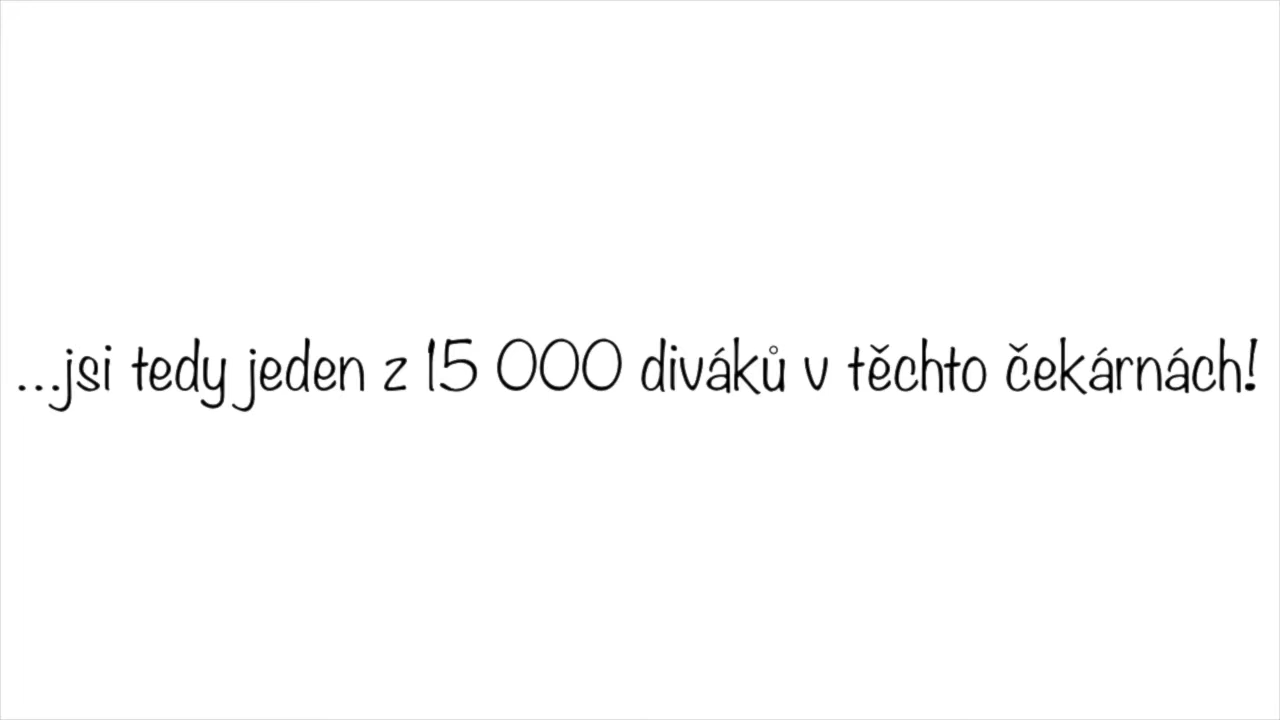 ...jsi tedy jeden z 15 000 diváků v těchto čekárnách!